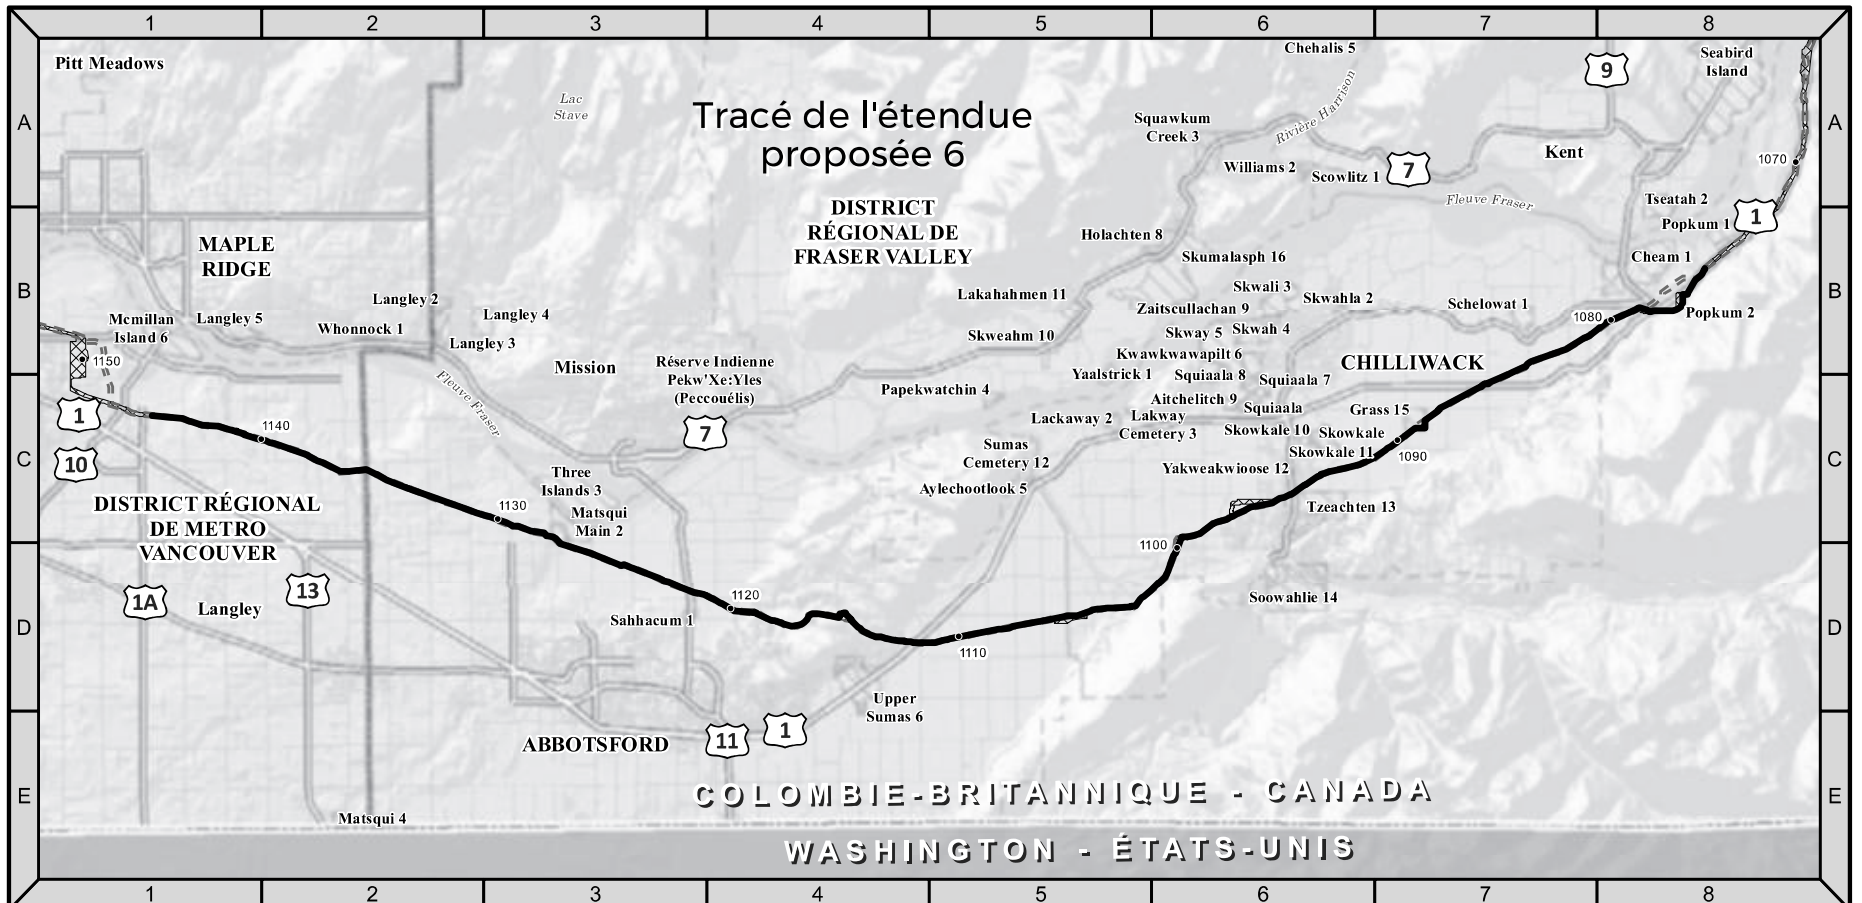 1 2 3 4 5 6 7 8
Pitt Meadows
Chehalis 5
Seabird
Island
9
A
Lac
Stave
Tracé de l'étendue
proposée 6
Squawkum
Creek 3
Rivière Harrison
A
Kent
1070
Williams 2
Scowlitz 1
7
Fleuve Fraser
Tseatah 2
Popkum 1
1
DISTRICT
RÉGIONAL DE
FRASER VALLEY
MAPLE
RIDGE
Holachten 8
Skumalasph 16
Cheam 1
B
B
Langley 2
Lakahahmen 11
Skwali 3
Skwahla 2
Schelowat 1
Zaitscullachan 9
Mcmillan
Island 6
Langley 5
Whonnock 1
Langley 4
Langley 3
Skweahm 10
Skway 5
Skwah 4
1080
Popkum 2
1150
Mission
Réserve Indienne
Pekw'Xe:Yles
(Peccouélis)
Kwawkwawapilt 6
CHILLIWACK
Yaalstrick 1
Squiaala 8
Squiaala 7
Papekwatchin 4
Aitchelitch 9
Squiaala
Grass 15
Fleuve Fraser
1
1140
7
Lackaway 2
Lakway
Cemetery 3
Skowkale 10
Skowkale
Skowkale 11
1090
C
C
10
Sumas
Cemetery 12
Yakweakwioose 12
Three
Islands 3
Aylechootlook 5
DISTRICT RÉGIONAL
DE METRO
VANCOUVER
1130
Matsqui
Main 2
Tzeachten 13
1100
1A
Langley
13
1120
Soowahlie 14
D
D
Sahhacum 1
1110
Upper
Sumas 6
ABBOTSFORD
11
1
E
E
COLOMBIE-BRITANNIQUE - CANADA
Matsqui 4
WASHINGTON - ÉTATS-UNIS
1 2 3 4 5 6 7 8